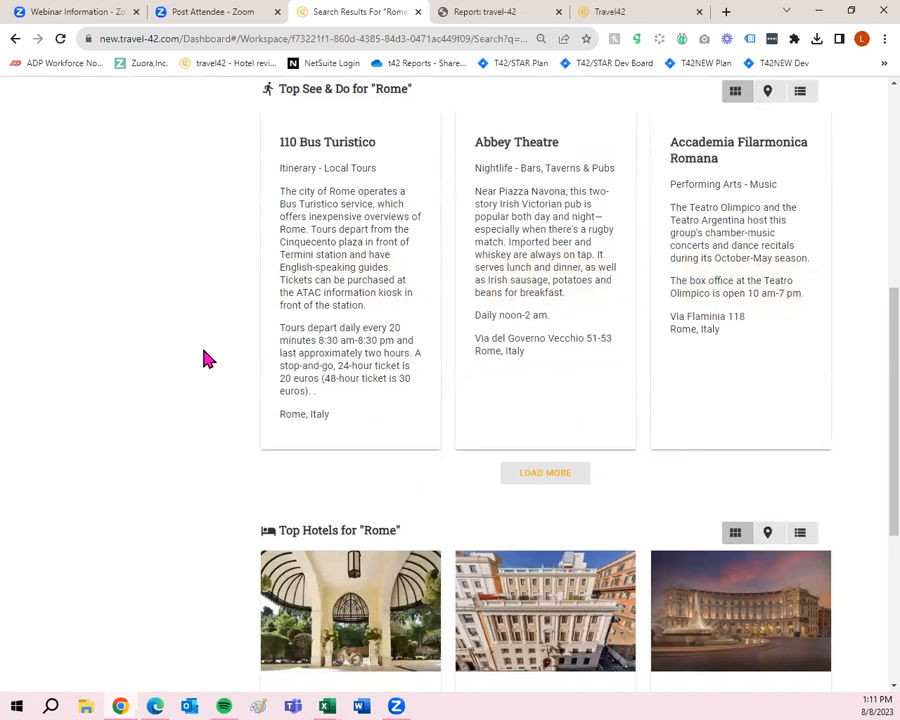 Webinar Information - Zo
Post Attendee - Zoom
Search Results For "Rome
Report: travel-42
Travel42
new.travel-42.com/Dashboard#/Workspace/f73221f1-860d-4385-84d3-0471ac449f09/Search?q=...
L
ADP Workforce No...
Zuora,Inc.
travel42 - Hotel revi...
NetSuite Login
t42 Reports - Share...
T42/STAR Plan
T42/STAR Dev Board
T42NEW Plan
T42NEW Dev
Top See & Do for "Rome"
110 Bus Turistico
Itinerary - Local Tours
The city of Rome operates a
Bus Turistico service, which
offers inexpensive overviews of
Rome. Tours depart from the
Cinquecento plaza in front of
Termini station and have
English-speaking guides.
Tickets can be purchased at
the ATAC information kiosk in
front of the station.
Tours depart daily every 20
minutes 8:30 am-8:30 pm and
last approximately two hours. A
stop-and-go, 24-hour ticket is
20 euros (48-hour ticket is 30
euros). .
Rome, Italy
Abbey Theatre
Nightlife - Bars, Taverns & Pubs
Near Piazza Navona, this two-
story Irish Victorian pub is
popular both day and night—
especially when there's a rugby
match. Imported beer and
whiskey are always on tap. It
serves lunch and dinner, as well
as Irish sausage, potatoes and
beans for breakfast.
Daily noon-2 am.
Via del Governo Vecchio 51-53
Rome, Italy
Accademia Filarmonica
Romana
Performing Arts - Music
The Teatro Olimpico and the
Teatro Argentina host this
group's chamber-music
concerts and dance recitals
during its October-May season.
The box office at the Teatro
Olimpico is open 10 am-7 pm.
Via Flaminia 118
Rome, Italy
LOAD MORE
Top Hotels for "Rome"
1:11 PM
8/8/2023